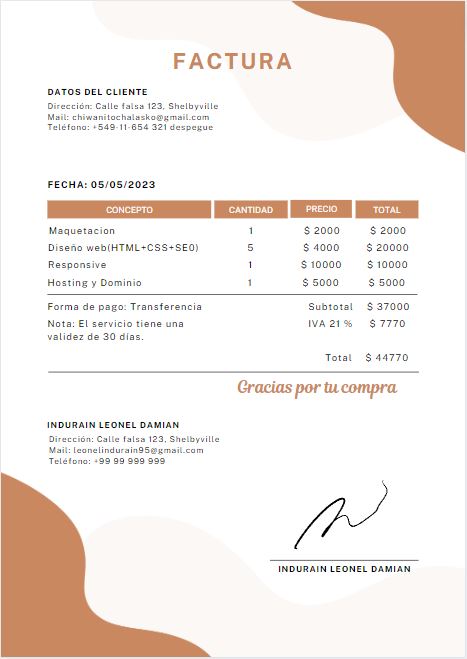 FACTURA
DATOS DEL CLIENTE
Dirección: Calle falsa 123, Shelbyville
Mail: chiwanitochalasko@gmail.com
Teléfono: +549-11-654 321 despegue
FECHA: 05/05/2023
CONCEPTO CANTIDAD PRECIO TOTAL
Maquetacion 1 $ 2000 $ 2000
Diseño web(HTML+CSS+SEO) 5 $ 4000 $ 20000
Responsive 1 $ 10000 $ 10000
Hosting y Dominio 1 $ 5000 $ 5000
Forma de pago: Transferencia Subtotal $ 37000
Nota: El servicio tiene una IVA 21 % $ 7770
validez de 30 días.
Total $ 44770
Gracias por tu compra
INDURAIN LEONEL DAMIAN
Dirección: Calle falsa 123, Shelbyville
Mail: leonelindurain95@gmail.com
Teléfono: +99 99 999 999
INDURAIN LEONEL DAMIAN